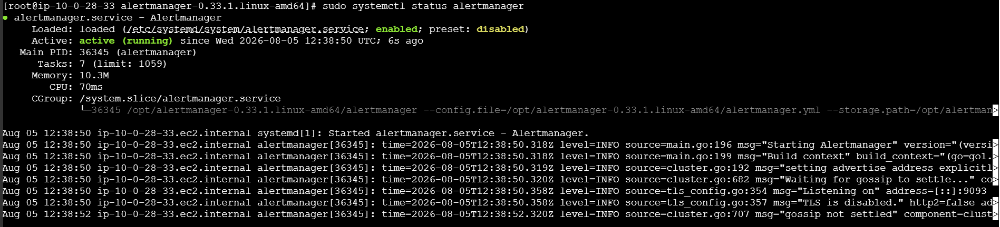 [root@ip-10-0-28-33 alertmanager-0.33.1.linux-amd64]# sudo systemctl status alertmanager
● alertmanager.service - Alertmanager
     Loaded: loaded (/etc/systemd/system/alertmanager.service; enabled; preset: disabled)
     Active: active (running) since Wed 2026-08-05 12:38:50 UTC; 6s ago
   Main PID: 36345 (alertmanager)
      Tasks: 7 (limit: 1059)
     Memory: 10.3M
        CPU: 70ms
     CGroup: /system.slice/alertmanager.service
             └─36345 /opt/alertmanager-0.33.1.linux-amd64/alertmanager --config.file=/opt/alertmanager-0.33.1.linux-amd64/alertmanager.yml --storage.path=/opt/alertman>
Aug 05 12:38:50 ip-10-0-28-33.ec2.internal systemd[1]: Started alertmanager.service - Alertmanager.
Aug 05 12:38:50 ip-10-0-28-33.ec2.internal alertmanager[36345]: time=2026-08-05T12:38:50.318Z level=INFO source=main.go:196 msg="Starting Alertmanager" version="(versi>
Aug 05 12:38:50 ip-10-0-28-33.ec2.internal alertmanager[36345]: time=2026-08-05T12:38:50.318Z level=INFO source=main.go:199 msg="Build context" build_context="(go=go1.>
Aug 05 12:38:50 ip-10-0-28-33.ec2.internal alertmanager[36345]: time=2026-08-05T12:38:50.319Z level=INFO source=cluster.go:192 msg="setting advertise address explicitl>
Aug 05 12:38:50 ip-10-0-28-33.ec2.internal alertmanager[36345]: time=2026-08-05T12:38:50.320Z level=INFO source=cluster.go:682 msg="Waiting for gossip to settle..." co>
Aug 05 12:38:50 ip-10-0-28-33.ec2.internal alertmanager[36345]: time=2026-08-05T12:38:50.358Z level=INFO source=tls_config.go:354 msg="Listening on" address=[::]:9093 >
Aug 05 12:38:50 ip-10-0-28-33.ec2.internal alertmanager[36345]: time=2026-08-05T12:38:50.358Z level=INFO source=tls_config.go:357 msg="TLS is disabled." http2=false ad>
Aug 05 12:38:52 ip-10-0-28-33.ec2.internal alertmanager[36345]: time=2026-08-05T12:38:52.320Z level=INFO source=cluster.go:707 msg="gossip not settled" component=clust>